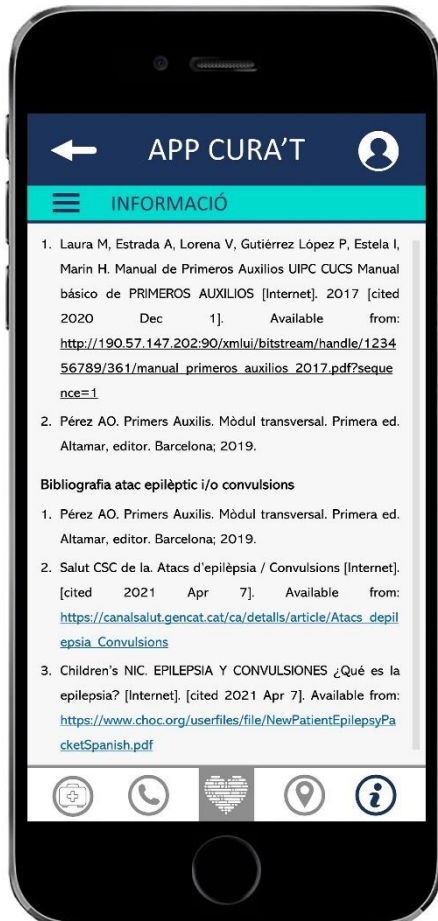 APP CURA'T
INFORMACIÓ
1. Laura M, Estrada A, Lorena V, Gutiérrez López P, Estela I,
Marin H. Manual de Primeros Auxilios UIPC CUCS Manual
básico de PRIMEROS AUXILIOS [Internet]. 2017 [cited
2020 Dec 1]. Available from:
http://190.57.147.202:90/xmlui/bitstream/handle/1234
56789/361/manual_primeros_auxilios_2017.pdf?seque
nce=1
2. Pérez AO. Primers Auxilis. Mòdul transversal. Primera ed.
Altamar, editor. Barcelona; 2019.
Bibliografia atac epilèptic i/o convulsions
1. Pérez AO. Primers Auxilis. Mòdul transversal. Primera ed.
Altamar, editor. Barcelona; 2019.
2. Salut CSC de la. Atacs d'epilèpsia / Convulsions [Internet].
[cited 2021 Apr 7]. Available from:
https://canalsalut.gencat.cat/ca/detalls/article/Atacs_depil
epsia_Convulsions
3. Children's NIC. EPILEPSIA Y CONVULSIONES ¿Qué es la
epilepsia? [Internet]. [cited 2021 Apr 7]. Available from:
https://www.choc.org/userfiles/file/NewPatientEpilepsyPa
cketSpanish.pdf